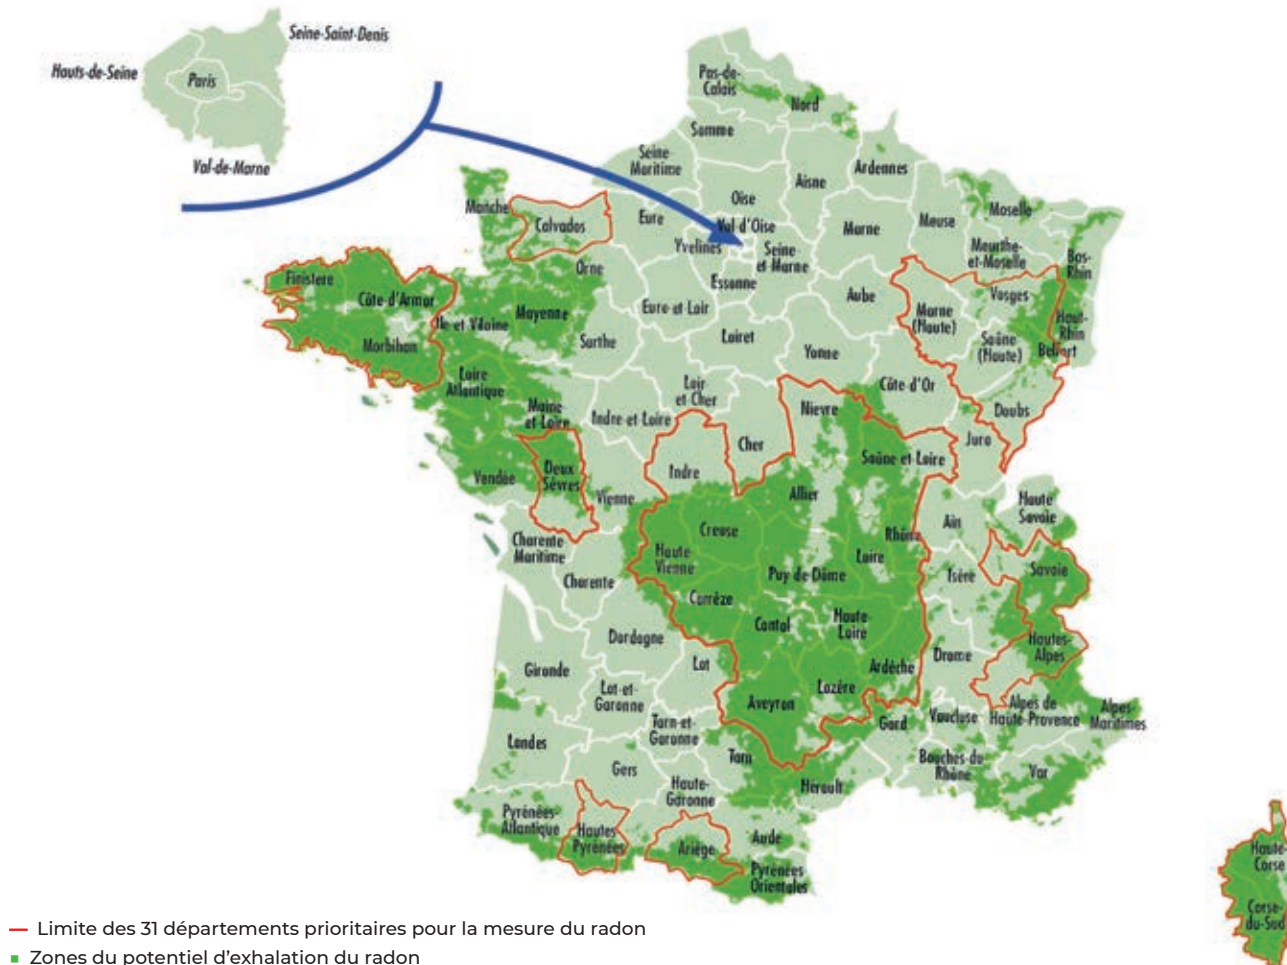 Seine-Saint-Denis
Hauts-de-Seine
Paris
Val-de-Marne
Pas-de-
Calais
Nord
Somme
Seine
Maritime
Ardennes
Aisne
Oise
Manche
Calvados
Eure
Val d'Oise
Marne
Meuse
Moselle
Yvelines
Seine
et Marne
Meurthe-
et-Moselle
Bas-
Rhin
Finistere
Orne
Essonne
Côte-d'Armor
Aube
Vosges
Eure-et-Loir
Marne
(Haute)
Haut-
Rhin
Ile et Vilaine
Mayenne
Sarthe
Loiret
Saône
(Haute)
Belfort
Morbihan
Yonne
Loire
Atlantique
Loir
et Cher
Côte-d'Or
Maine-
et-Loire
Indre-et-Loire
Nievre
Doubs
Cher
Jura
Saône-et-Loire
Vendée
Deux
Sèvres
Vienne
Indre
Allier
Haute
Savoie
Ain
Creuse
Rhône
Charente
Maritime
Haute
Vienne
Loire
Charente
Puy-de-Dôme
Isére
Savoie
Corrèze
Cantal
Haute
Loire
Dordogne
Hautes-
Alpes
Gironde
Lot
Ardéche
Drome
Lot-et-
Garonne
Aveyron
Lozére
Tarn-et-
Garonne
Gard
Vaucluse
Alpes de
Haute-Provence
Alpes-
Maritimes
Landes
Tarn
Gers
Bouches-du
Rhône
Var
Haute-
Garonne
Hérault
Pyrénées-
Atlantique
Hautes
Pyrénées
Ariége
Aude
Pyrénées
Orientales
Haute-
Corse
Corse-
du-Sud
— Limite des 31 départements prioritaires pour la mesure du radon
▪ Zones du potentiel d'exhalation du radon